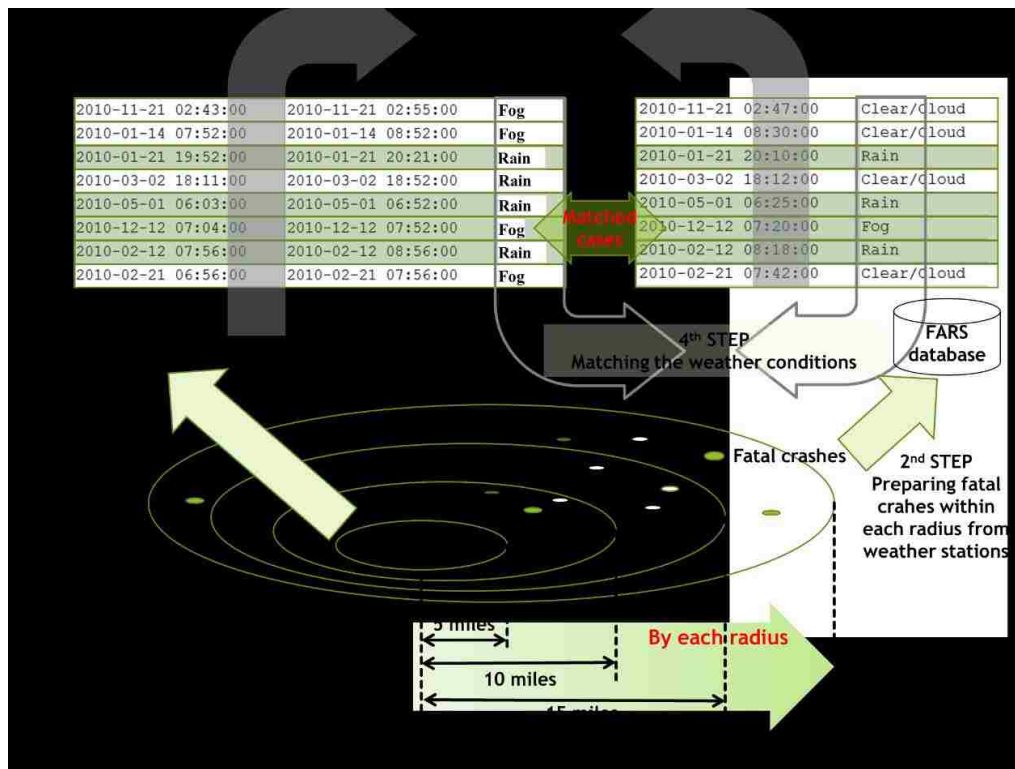 2010-11-21 02:43:00 2010-11-21 02:55:00 Fog
2010-01-14 07:52:00 2010-01-14 08:52:00 Fog
2010-01-21 19:52:00 2010-01-21 20:21:00 Rain
2010-03-02 18:11:00 2010-03-02 18:52:00 Rain
2010-05-01 06:03:00 2010-05-01 06:52:00 Rain
2010-12-12 07:04:00 2010-12-12 07:52:00 Fog
2010-02-12 07:56:00 2010-02-12 08:56:00 Rain
2010-02-21 06:56:00 2010-02-21 07:56:00 Fog
Matched
cases
2010-11-21 02:47:00 Clear/Cloud
2010-01-14 08:30:00 Clear/Cloud
2010-01-21 20:10:00 Rain
2010-03-02 18:12:00 Clear/Cloud
2010-05-01 06:25:00 Rain
2010-12-12 07:20:00 Fog
2010-02-12 08:18:00 Rain
2010-02-21 07:42:00 Clear/Cloud
4th STEP
Matching the weather conditions
FARS
database
Fatal crashes
2nd STEP
Preparing fatal
crahes within
each radius from
weather stations
5 miles
By each radius
10 miles
15 miles